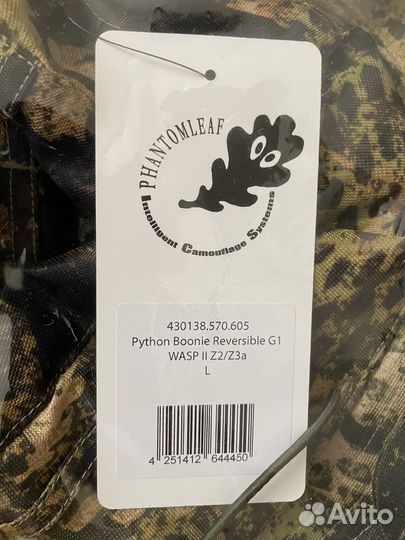 PHANTOMLEAF
Intelligent Camouflage Systems
430138.570.605
Python Boonie Reversible G1
WASP II Z2/Z3a
L
4 251412 644450
Avito